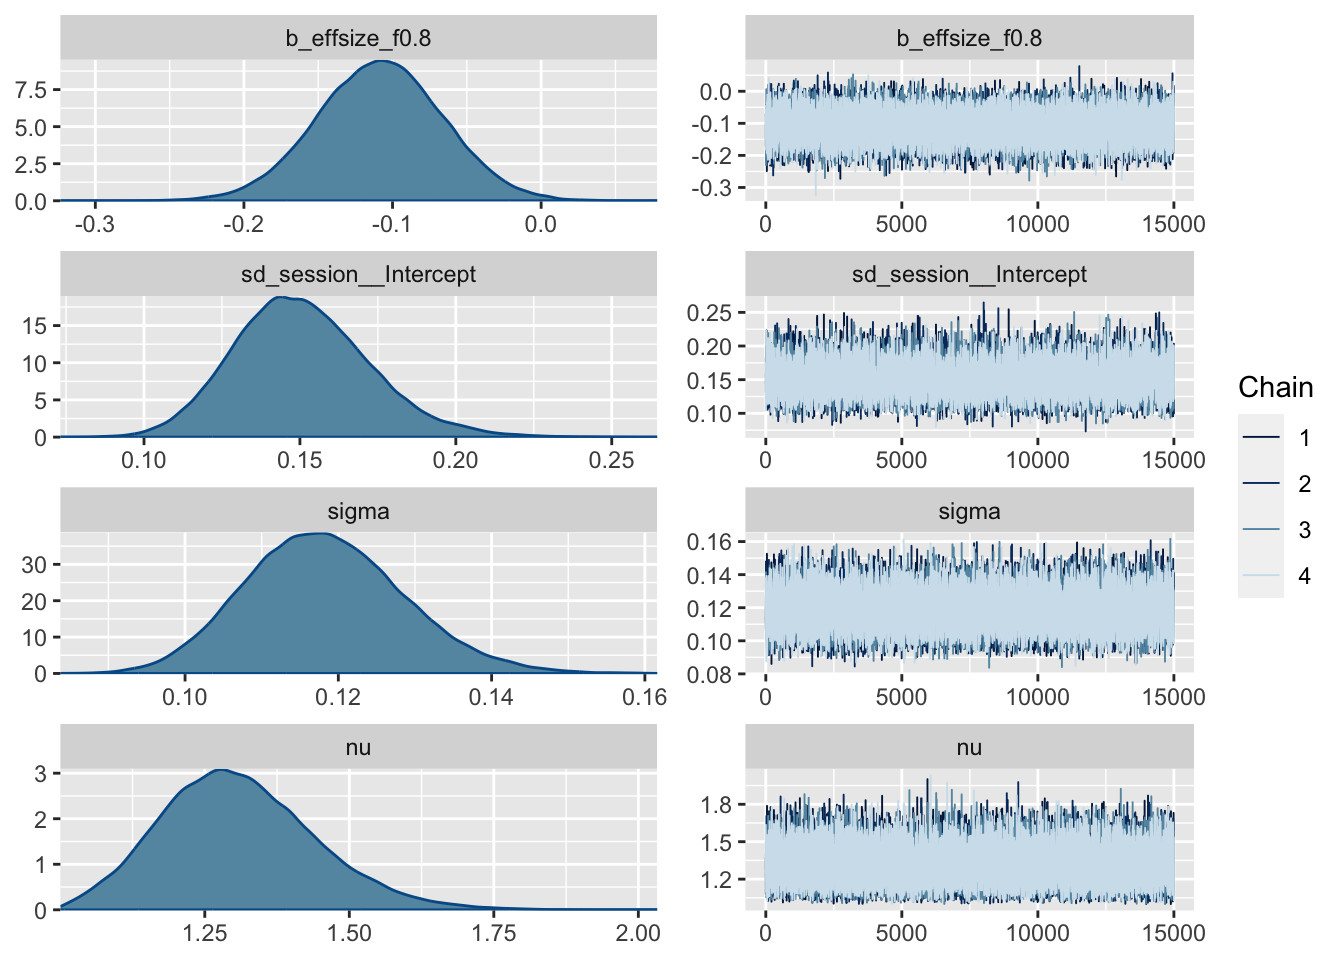 b_effsize_f0.8
7.5
5.0
2.5
0.0
-0.3 -0.2 -0.1 0.0
b_effsize_f0.8
0.0
-0.1
-0.2
-0.3
0 5000 10000 15000
sd_session__Intercept
15
10
5
0
0.10 0.15 0.20 0.25
sd_session__Intercept
0.25
0.20
0.15
0.10
0 5000 10000 15000
sigma
30
20
10
0
0.10 0.12 0.14 0.16
sigma
0.16
0.14
0.12
0.10
0.08
0 5000 10000 15000
nu
3
2
1
0
1.25 1.50 1.75 2.00
nu
1.8
1.5
1.2
0 5000 10000 15000
Chain
1
2
3
4